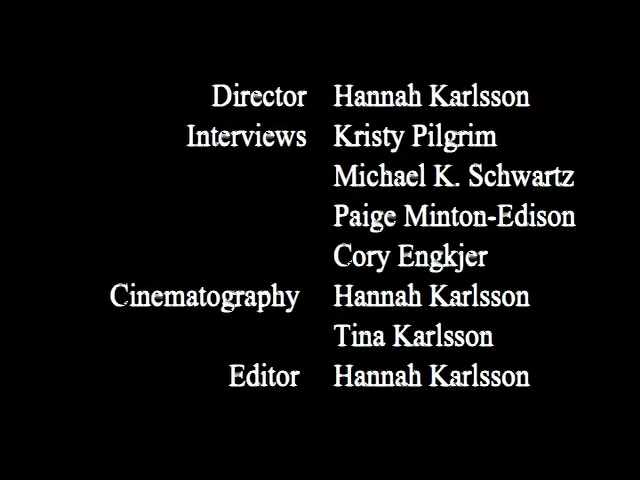 Director Hannah Karlsson
Interviews Kristy Pilgrim
Michael K. Schwartz
Paige Minton-Edison
Cory Engkjer
Cinematography Hannah Karlsson
Tina Karlsson
Editor Hannah Karlsson